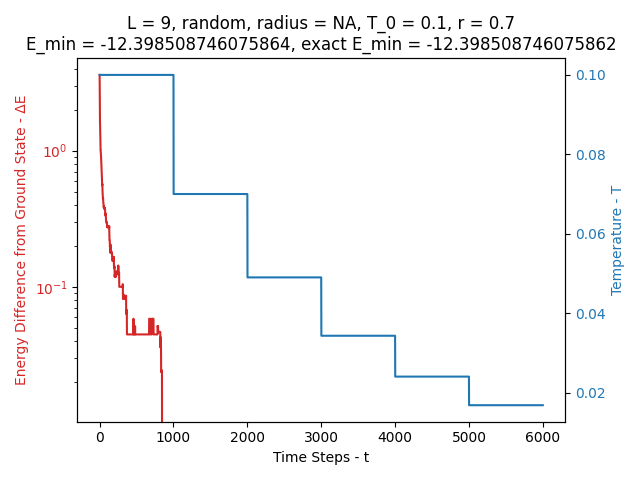 L = 9, random, radius = NA, T_0 = 0.1, r = 0.7
E_min = -12.398508746075864, exact E_min = -12.398508746075862
Energy Difference from Ground State - ΔE
10⁰
10⁻¹
0.10
0.08
0.06
0.04
0.02
Temperature - T
0 1000 2000 3000 4000 5000 6000
Time Steps - t